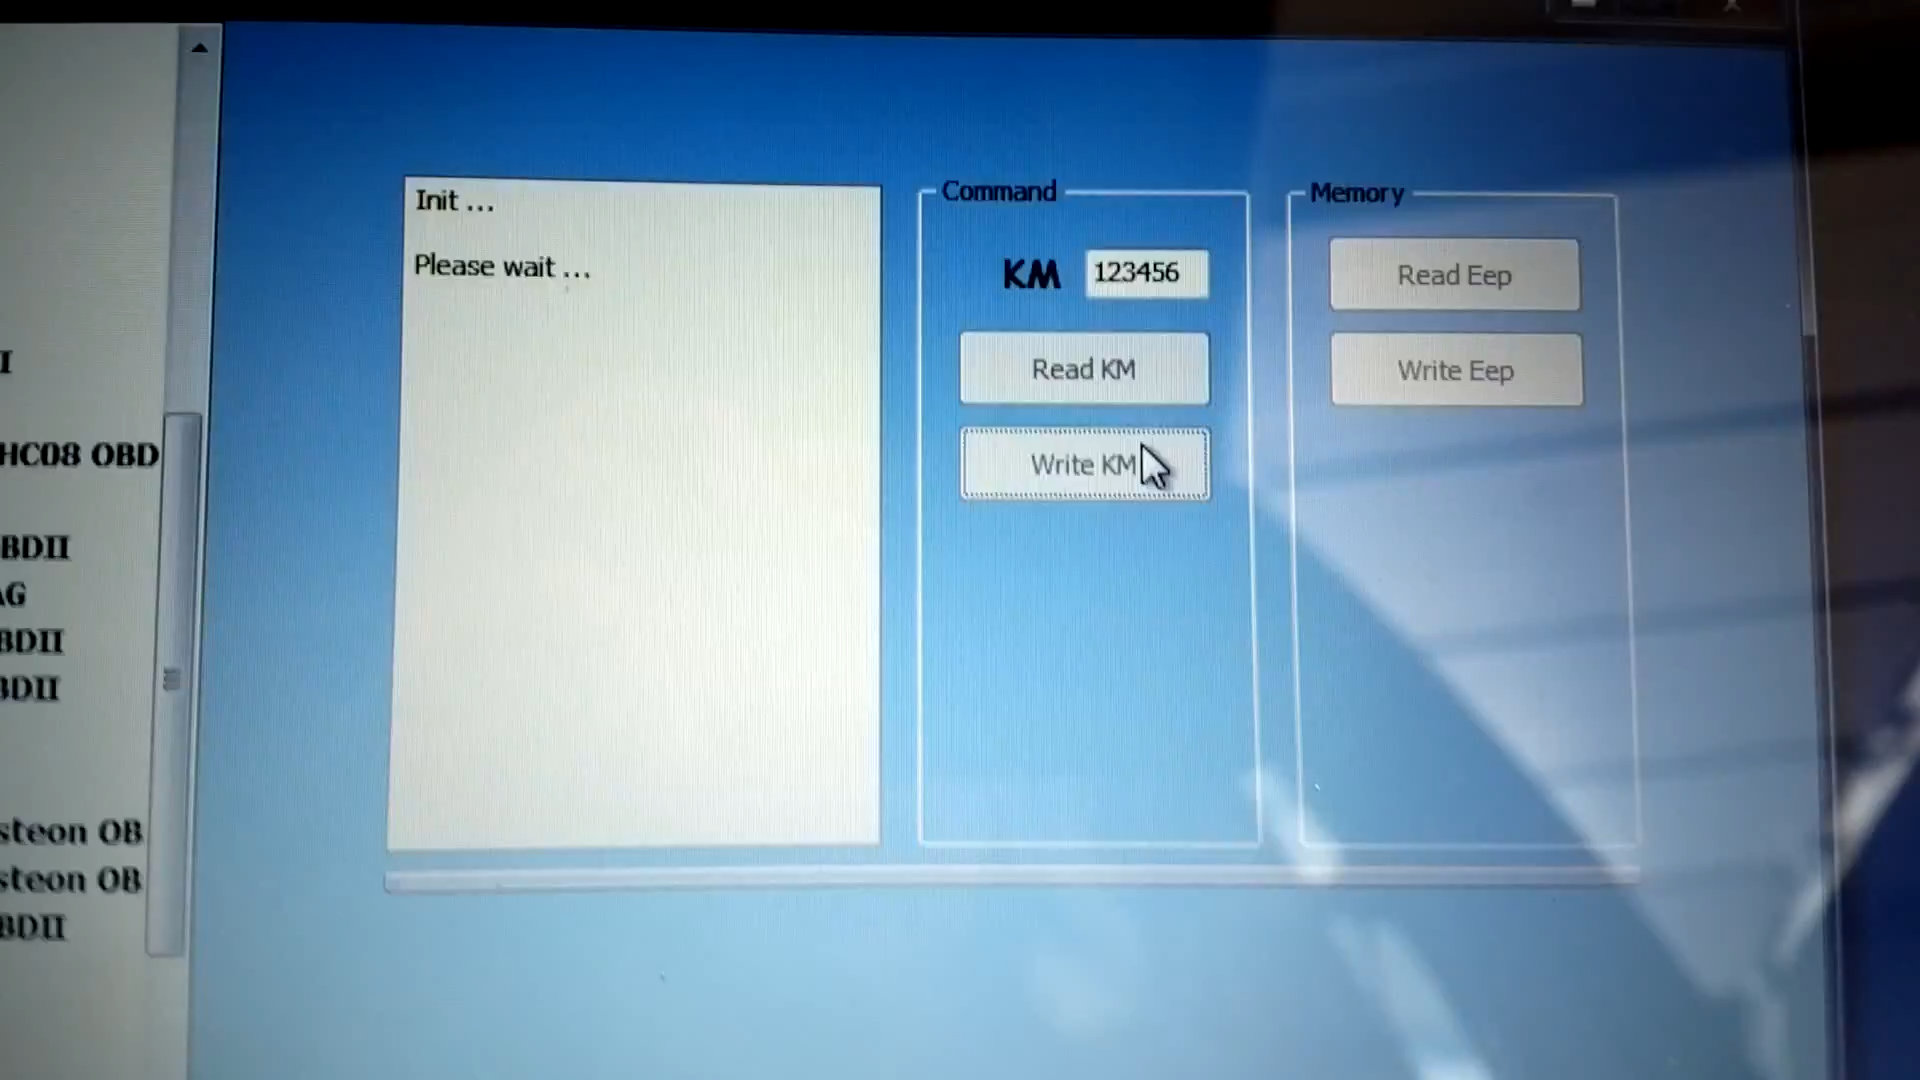 I
HC08 OBD
BDII
AG
BDII
BDII
steon OB
steon OB
BDII
Init ...
Please wait ...
Command
KM 123456
Read KM
Write KM
Memory
Read Eep
Write Eep